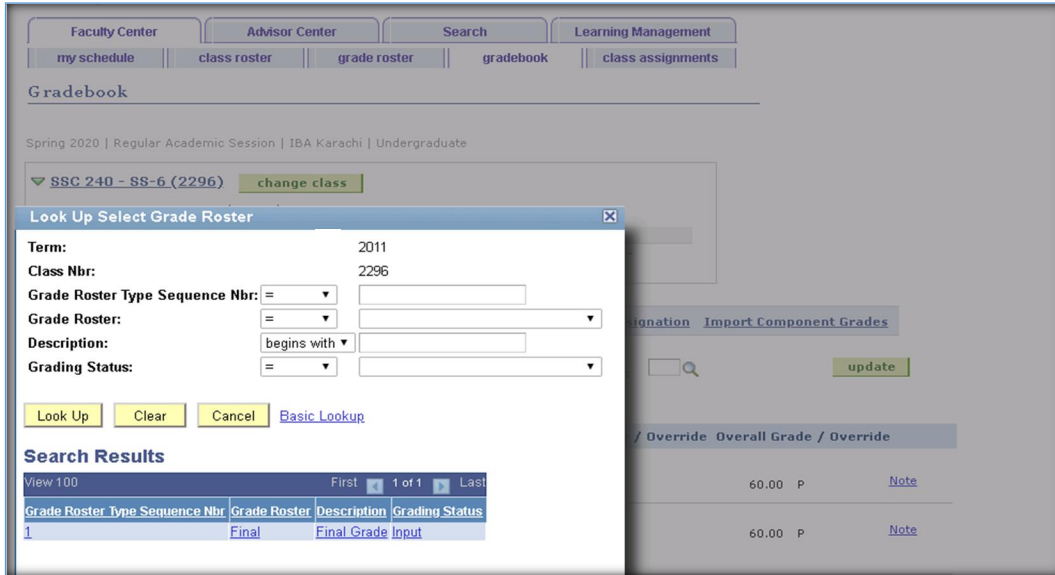 Faculty Center Advisor Center Search Learning Management
my schedule class roster grade roster gradebook class assignments
Gradebook
Spring 2020 | Regular Academic Session | IBA Karachi | Undergraduate
SSC 240 - SS-6 (2296) change class
Look Up Select Grade Roster
Term: 2011
Class Nbr: 2296
Grade Roster Type Sequence Nbr: =
Grade Roster: =
Description: begins with
Grading Status: =
Import Component Grades
update
Look Up Clear Cancel Basic Lookup
/ Override Overall Grade / Override
Search Results
View 100 First 1 of 1 Last
Grade Roster Type Sequence Nbr Grade Roster Description Grading Status
1 Final Final Grade Input
60.00 P Note
60.00 P Note